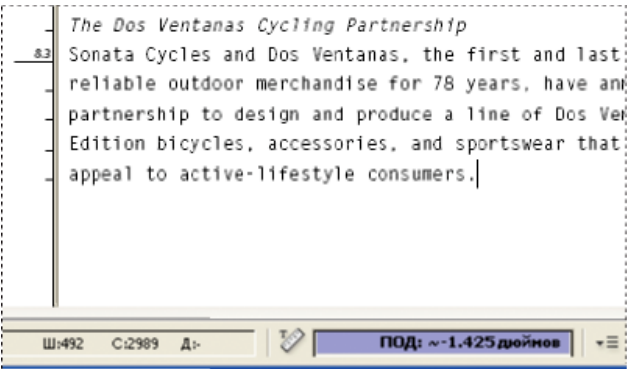 The Dos Ventanas Cycling Partnership
8.3
Sonata Cycles and Dos Ventanas, the first and last
reliable outdoor merchandise for 78 years, have
partnership to design and produce a line of Dos
Edition bicycles, accessories, and sportswear that
appeal to active-lifestyle consumers.
Ш:492 С:2989 Д:- ПОД: ~-1.425 дюймов